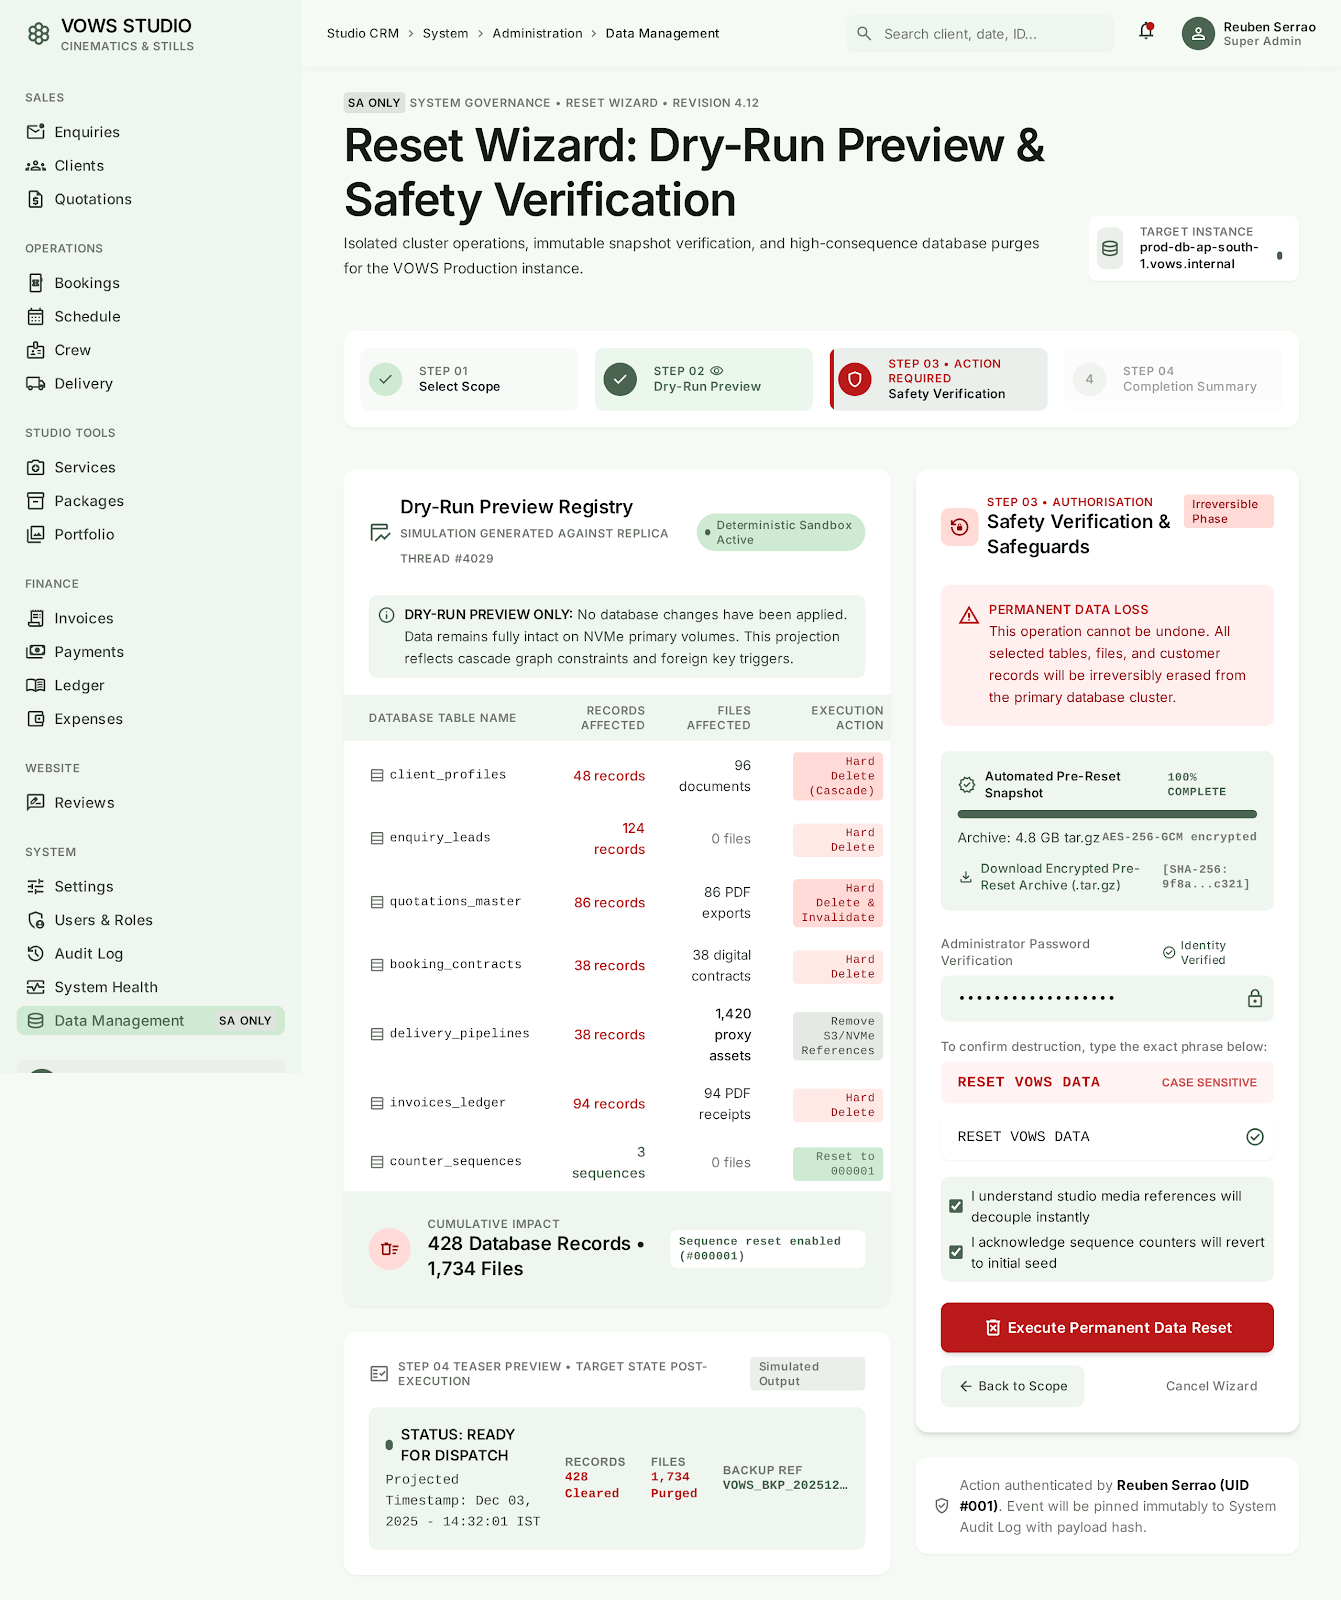 VOWS STUDIO
CINEMATICS & STILLS
SALES
Enquiries
Clients
Quotations
OPERATIONS
Bookings
Schedule
Crew
Delivery
STUDIO TOOLS
Services
Packages
Portfolio
FINANCE
Invoices
Payments
Ledger
Expenses
WEBSITE
Reviews
SYSTEM
Settings
Users & Roles
Audit Log
System Health
Data Management SA ONLY
Studio CRM > System > Administration > Data Management
Search client, date, ID...
Reuben Serrao
Super Admin
SA ONLY SYSTEM GOVERNANCE • RESET WIZARD • REVISION 4.12
Reset Wizard: Dry-Run Preview &
Safety Verification
Isolated cluster operations, immutable snapshot verification, and high-consequence database purges
for the VOWS Production instance.
TARGET INSTANCE
prod-db-ap-south-
1.vows.internal
STEP 01
Select Scope
STEP 02
Dry-Run Preview
STEP 03 • ACTION
REQUIRED
Safety Verification
4
STEP 04
Completion Summary
Dry-Run Preview Registry
SIMULATION GENERATED AGAINST REPLICA
THREAD #4029
Deterministic Sandbox
Active
DRY-RUN PREVIEW ONLY: No database changes have been applied.
Data remains fully intact on NVMe primary volumes. This projection
reflects cascade graph constraints and foreign key triggers.
DATABASE TABLE NAME
RECORDS
AFFECTED
FILES
AFFECTED
EXECUTION
ACTION
client_profiles
48 records
96
documents
Hard
Delete
(Cascade)
enquiry_leads
124
records
0 files
Hard
Delete
quotations_master
86 records
86 PDF
exports
Hard
Delete &
Invalidate
booking_contracts
38 records
38 digital
contracts
Hard
Delete
delivery_pipelines
38 records
1,420
proxy
assets
Remove
S3/NVMe
References
invoices_ledger
94 records
94 PDF
receipts
Hard
Delete
counter_sequences
3
sequences
0 files
Reset to
000001
CUMULATIVE IMPACT
428 Database Records •
1,734 Files
Sequence reset enabled
(#000001)
STEP 04 TEASER PREVIEW • TARGET STATE POST-
EXECUTION
Simulated
Output
STATUS: READY
FOR DISPATCH
Projected
Timestamp: Dec 03,
2025 - 14:32:01 IST
RECORDS
428
Cleared
FILES
1,734
Purged
BACKUP REF
VOWS_BKP_202512…
STEP 03 • AUTHORISATION
Safety Verification &
Safeguards
Irreversible
Phase
PERMANENT DATA LOSS
This operation cannot be undone. All
selected tables, files, and customer
records will be irreversibly erased from
the primary database cluster.
Automated Pre-Reset
Snapshot
100%
COMPLETE
Archive: 4.8 GB tar.gz AES-256-GCM encrypted
Download Encrypted Pre-
Reset Archive (.tar.gz)
[SHA-256:
9f8a...c321]
Administrator Password
Verification
Identity
Verified
••••••••••••••••••
To confirm destruction, type the exact phrase below:
RESET VOWS DATA CASE SENSITIVE
RESET VOWS DATA
I understand studio media references will
decouple instantly
I acknowledge sequence counters will revert
to initial seed
Execute Permanent Data Reset
Back to Scope
Cancel Wizard
Action authenticated by Reuben Serrao (UID
#001). Event will be pinned immutably to System
Audit Log with payload hash.